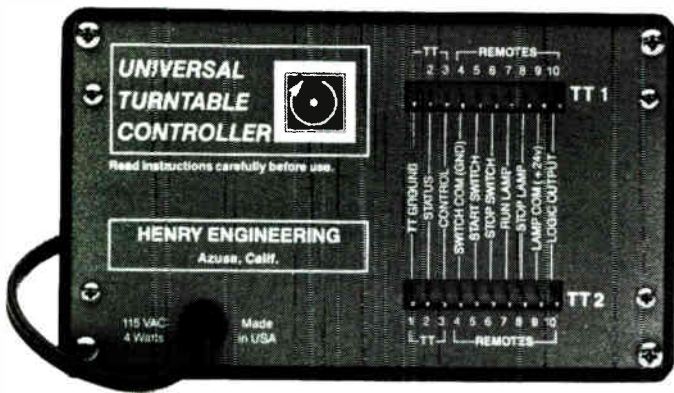 UNIVERSAL
TURNTABLE
CONTROLLER
Read instructions carefully before use.
HENRY ENGINEERING
Azusa, Calif.
115 VAC
4 Watts
Made
in USA
TT REMOTES
2 3 4 5 6 7 8 9 10
TT 1
TT GROUND
STATUS
CONTROL
SWITCH COM (GND)
START SWITCH
STOP SWITCH
RUN LAMP
STOP LAMP
LAMP COM (+24v)
LOGIC OUTPUT
TT 2
1 2 3 4 5 6 7 8 9 10
TT REMOTES